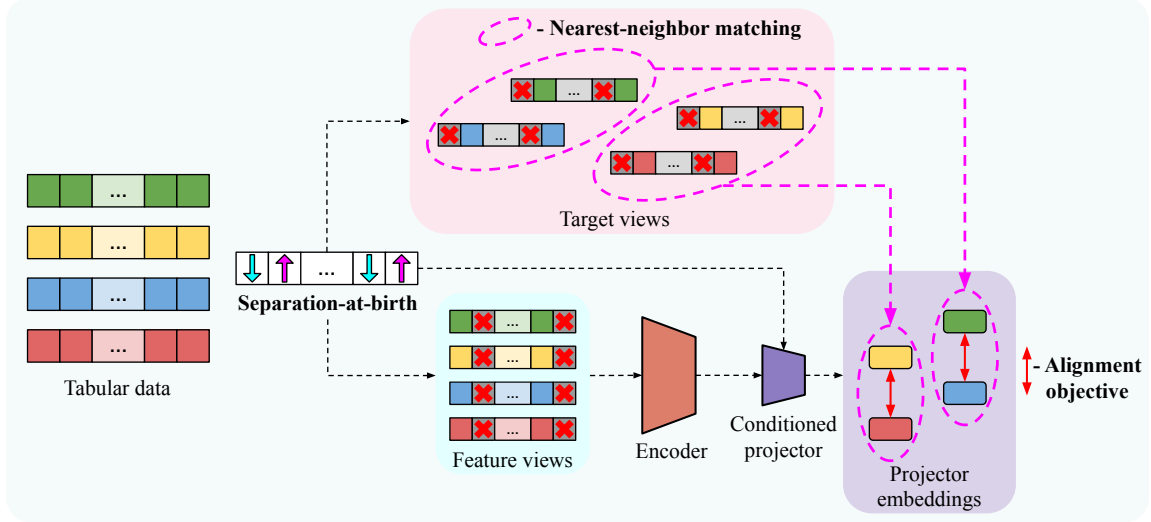 - Nearest-neighbor matching
...
...
...
...
Target views
...
...
...
...
Tabular data
...
Separation-at-birth
...
...
...
...
Feature views
Encoder
Conditioned
projector
Projector
embeddings
- Alignment
objective